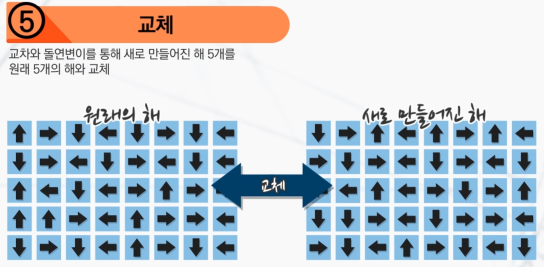 ⑤ 교체
교차와 돌연변이를 통해 새로 만들어진 해 5개를
원래 5개의 해와 교체
원래의 해
새로 만들어진 해
교체